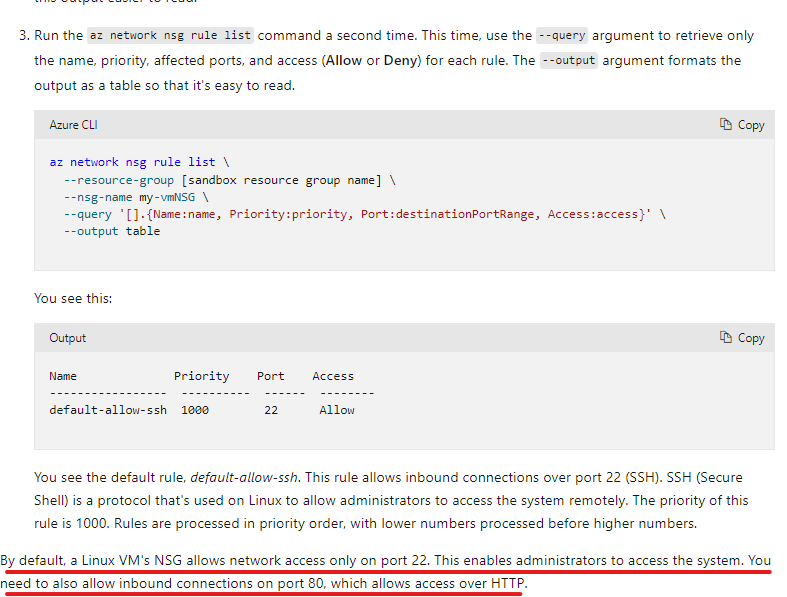 3. Run the az network nsg rule list command a second time. This time, use the --query argument to retrieve only
the name, priority, affected ports, and access (Allow or Deny) for each rule. The --output argument formats the
output as a table so that it's easy to read.
Azure CLI Copy
az network nsg rule list \
--resource-group [sandbox resource group name] \
--nsg-name my-vmNSG \
--query '[].{Name:name, Priority:priority, Port:destinationPortRange, Access:access}' \
--output table
You see this:
Output Copy
Name Priority Port Access
----------------- ---------- ------ --------
default-allow-ssh 1000 22 Allow
You see the default rule, default-allow-ssh. This rule allows inbound connections over port 22 (SSH). SSH (Secure
Shell) is a protocol that's used on Linux to allow administrators to access the system remotely. The priority of this
rule is 1000. Rules are processed in priority order, with lower numbers processed before higher numbers.
By default, a Linux VM's NSG allows network access only on port 22. This enables administrators to access the system. You
need to also allow inbound connections on port 80, which allows access over HTTP.